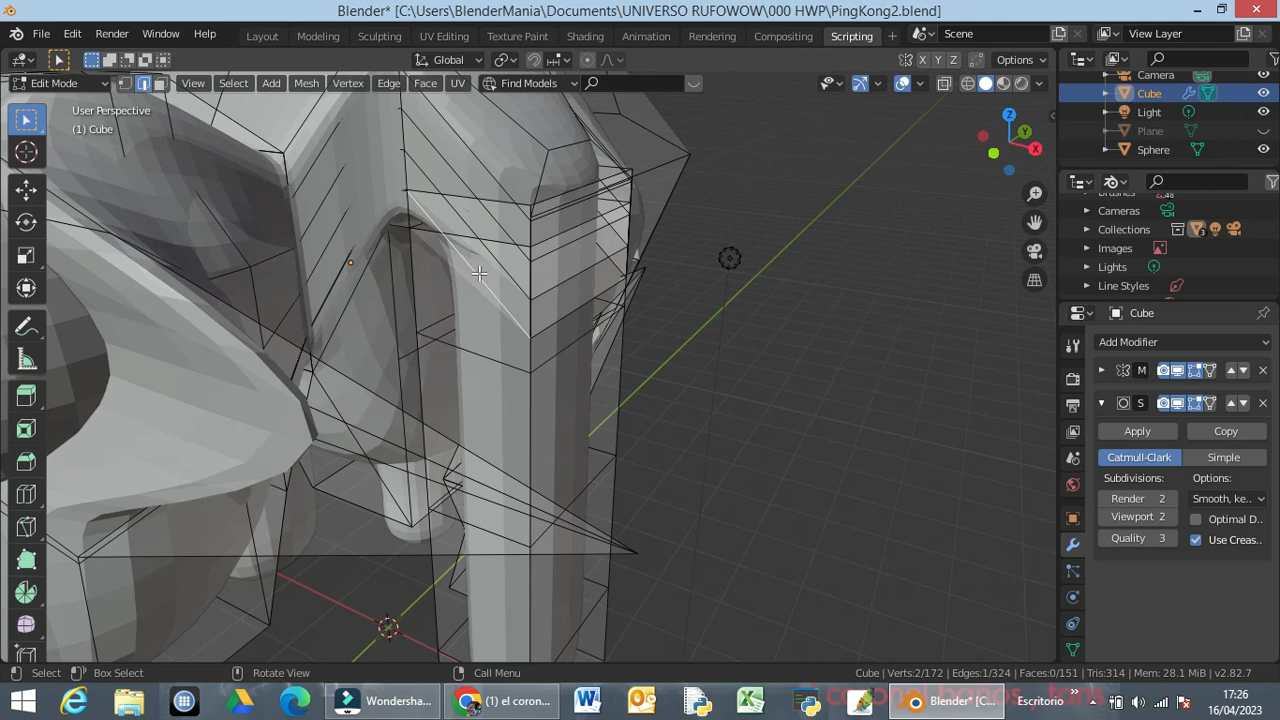 Blender* [C:\Users\BlenderMania\Documents\UNIVERSO RUFOWOW\000 HWP\PingKong2.blend]
File Edit Render Window Help Layout Modeling Sculpting UV Editing Texture Paint Shading Animation Rendering Compositing Scripting + Scene View Layer
Global X Y Z Options
Edit Mode View Select Add Mesh Vertex Edge Face UV Find Models
User Perspective
(1) Cube
Z
Y
X
Camera
Cube
Light
Plane
Sphere
Brushes
Cameras
Collections
Images
Lights
Line Styles
Cube
Add Modifier
M
S
Apply Copy
Catmull-Clark Simple
Subdivisions: Options:
Render 2 Smooth, ke..
Viewport 2 Optimal D..
Quality 3 Use Creas..
Select Box Select Rotate View Call Menu Cube | Verts:2/172 | Edges:1/324 | Faces:0/151 | Tris:314 | Mem: 28.1 MiB | v2.82.7
Wondersha... (1) el coron... Blender* [C... Escritorio » 17:26
16/04/2023